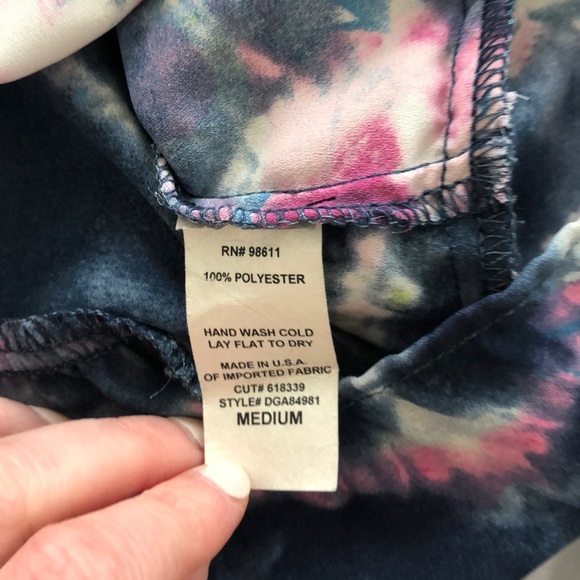 RN# 98611
100% POLYESTER
HAND WASH COLD
LAY FLAT TO DRY
MADE IN U.S.A.
OF IMPORTED FABRIC
CUT# 618339
STYLE# DGA84981
MEDIUM